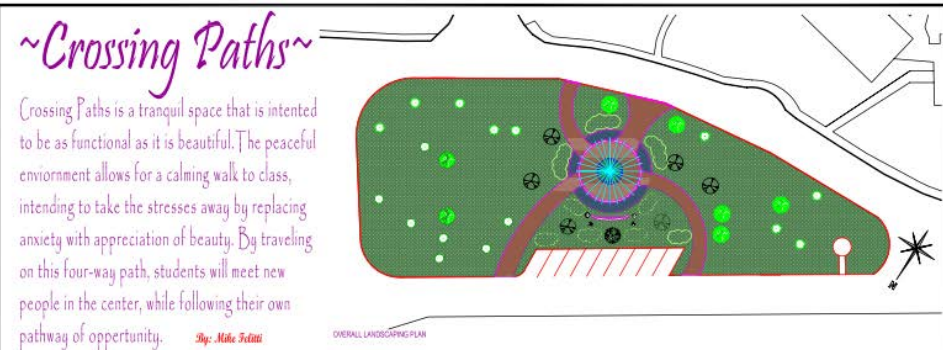 ~Crossing Paths~
Crossing Paths is a tranquil space that is intented
to be as functional as it is beautiful. The peaceful
enviornment allows for a calming walk to class,
intending to take the stresses away by replacing
anxiety with appreciation of beauty. By traveling
on this four-way path, students will meet new
people in the center, while following their own
pathway of opportunity.
By: Mike Felitti
OVERALL LANDSCAPING PLAN
N